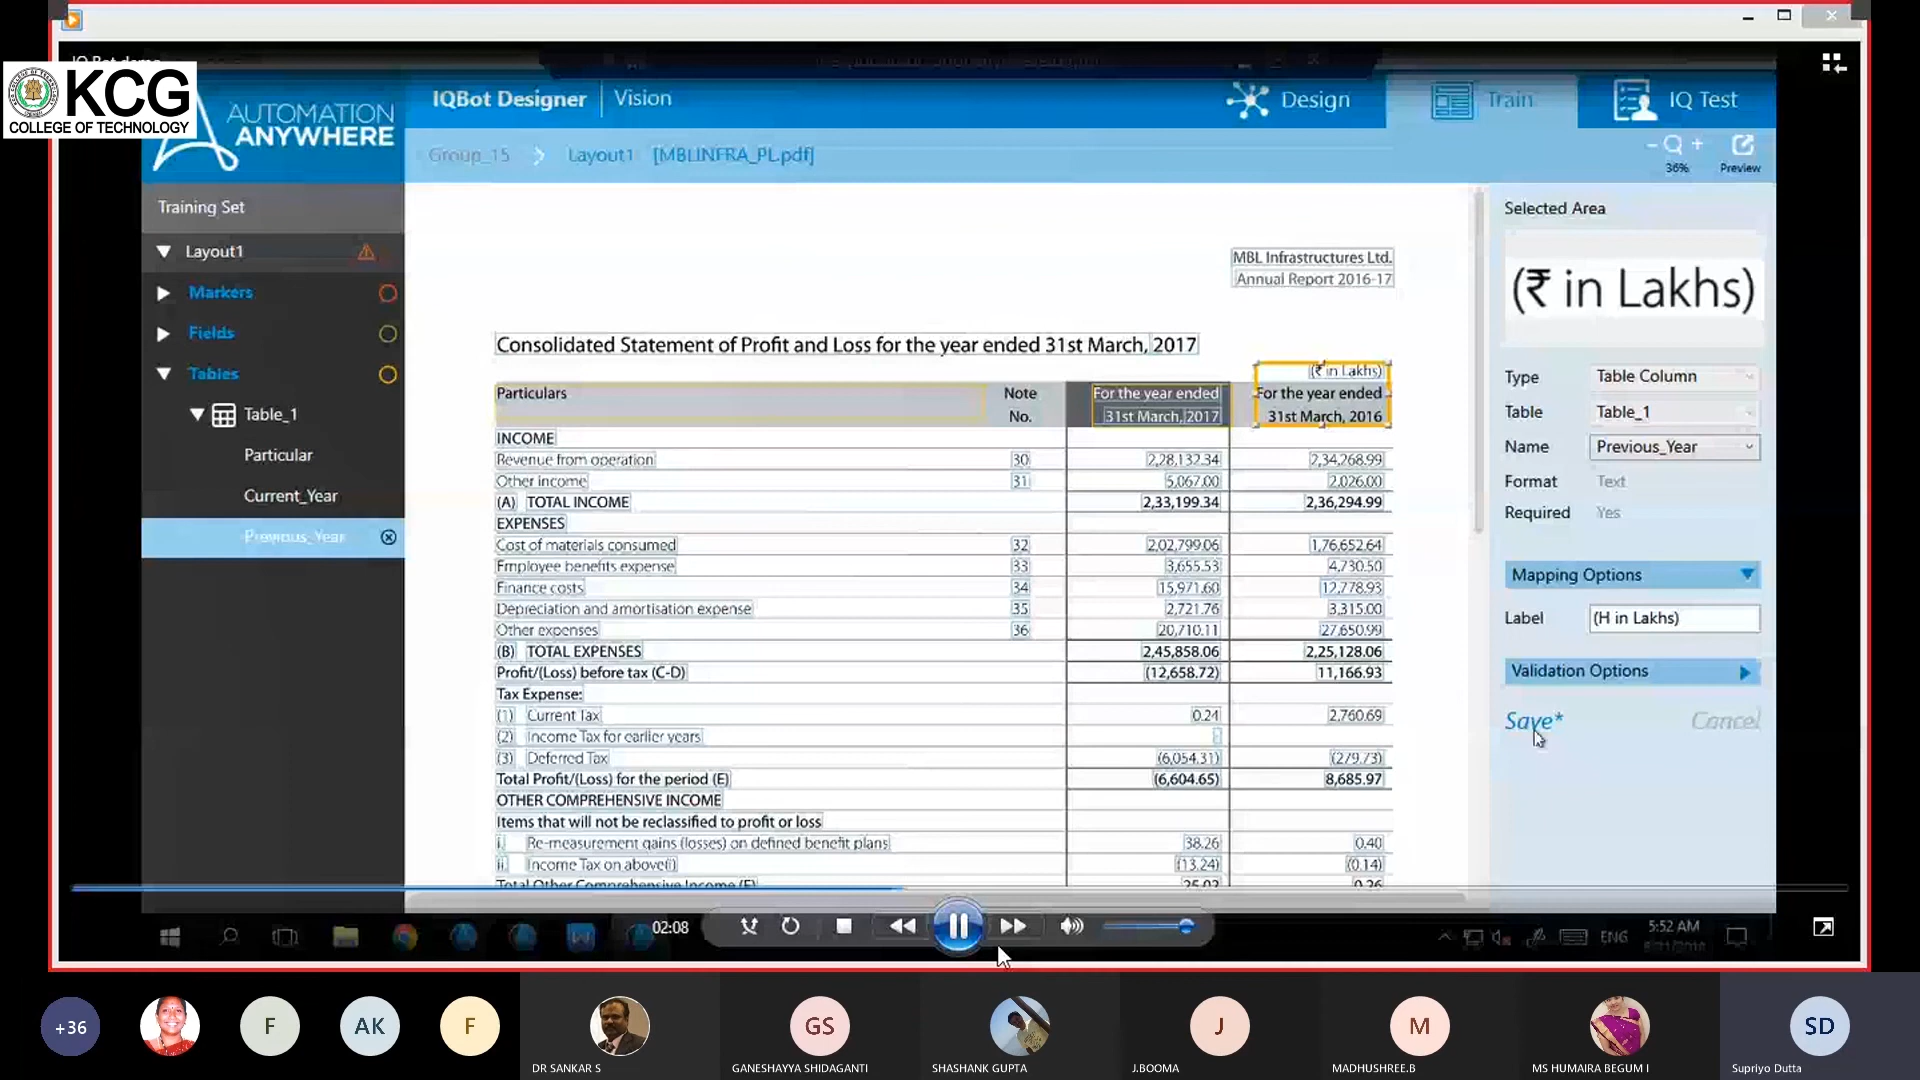 IQ Bot demo
KCG
COLLEGE OF TECHNOLOGY
AUTOMATION
ANYWHERE
IQBot Designer | Vision
Design
Train
IQ Test
Group_15
Layout1 [MBLINFRA_PL.pdf]
36%
Preview
Training Set
Layout1
Markers
Fields
Tables
Table_1
Particular
Current_Year
Previous_Year
MBL Infrastructures Ltd.
Annual Report 2016-17
Consolidated Statement of Profit and Loss for the year ended 31st March, 2017
(₹ in Lakhs)
Particulars Note For the year ended For the year ended
No. 31st March, 2017 31st March, 2016
INCOME
Revenue from operation 30 2,28,132.34 2,34,268.99
Other income 31 5,067.00 2,026.00
(A) TOTAL INCOME 2,33,199.34 2,36,294.99
EXPENSES
Cost of materials consumed 32 2,02,799.06 1,76,652.64
Employee benefits expense 33 3,655.53 4,730.50
Finance costs 34 15,971.60 12,778.93
Depreciation and amortisation expense 35 2,721.76 3,315.00
Other expenses 36 20,710.11 27,650.99
(B) TOTAL EXPENSES 2,45,858.06 2,25,128.06
Profit/(Loss) before tax (C-D) (12,658.72) 11,166.93
Tax Expense:
(1) Current Tax 0.24 2,760.69
(2) Income Tax for earlier years
(3) Deferred Tax (6,054.31) (279.73)
Total Profit/(Loss) for the period (E) (6,604.65) 8,685.97
OTHER COMPREHENSIVE INCOME
Items that will not be reclassified to profit or loss
i. Re-measurement gains (losses) on defined benefit plans 38.26 0.40
ii. Income Tax on above(i) (13.24) (0.14)
Total Other Comprehensive Income (F) 25.02 0.26
Selected Area
(₹ in Lakhs)
Type Table Column
Table Table_1
Name Previous_Year
Format Text
Required Yes
Mapping Options
Label (H in Lakhs)
Validation Options
Save* Cancel
02:08
ENG
5:52 AM
+36
F
AK
F
DR SANKAR S
GS
GANESHAYYA SHIDAGANTI
SHASHANK GUPTA
J
J.BOOMA
M
MADHUSHREE.B
MS HUMAIRA BEGUM I
SD
Supriyo Dutta